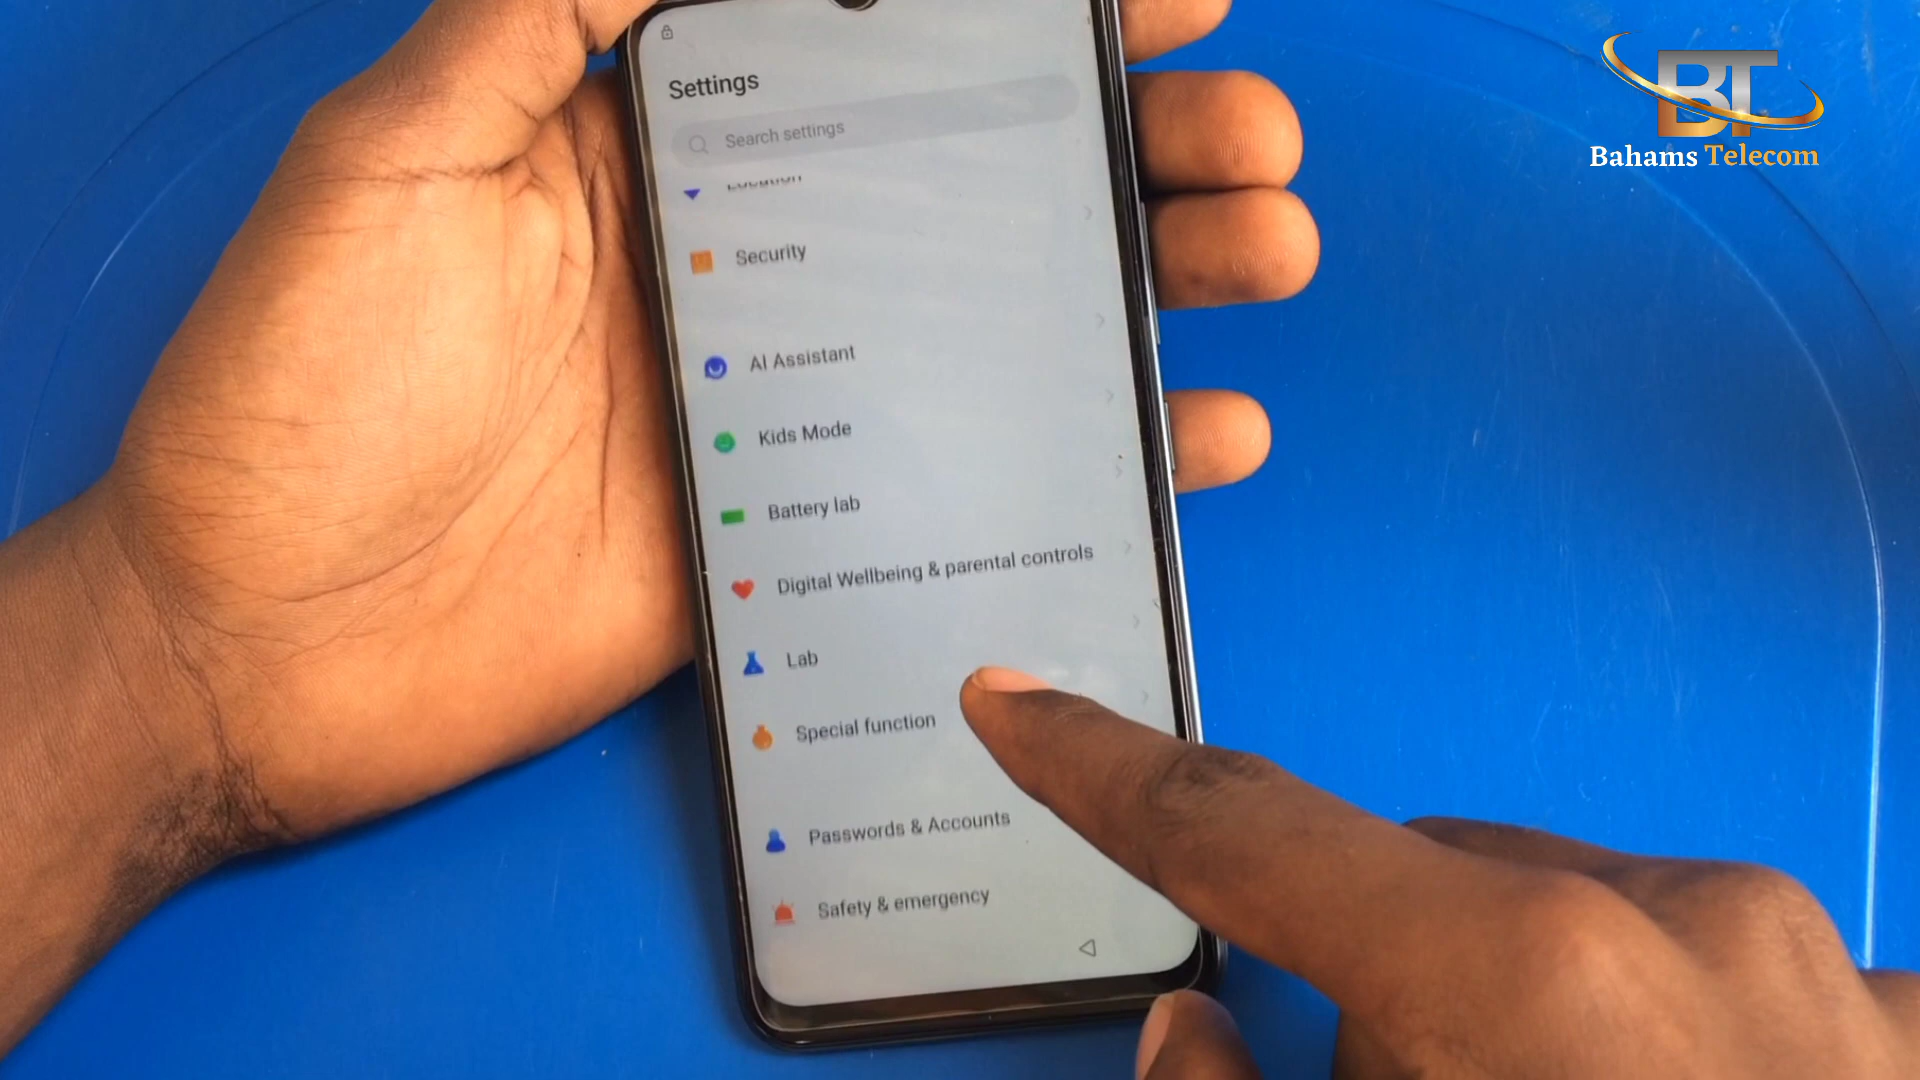 BT
Bahams Telecom
Settings
Search settings
Location
Security
AI Assistant
Kids Mode
Battery lab
Digital Wellbeing & parental controls
Lab
Special function
Passwords & Accounts
Safety & emergency